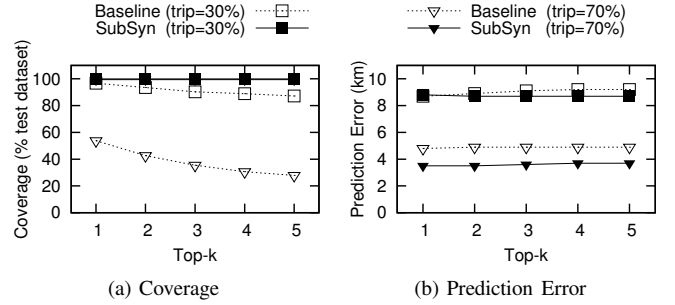 Baseline (trip=30%)
SubSyn (trip=30%)
Baseline (trip=70%)
SubSyn (trip=70%)
Coverage (% test dataset)
100
80
60
40
20
0
1 2 3 4 5
Top-k
(a) Coverage
Prediction Error (km)
10
8
6
4
2
0
1 2 3 4 5
Top-k
(b) Prediction Error